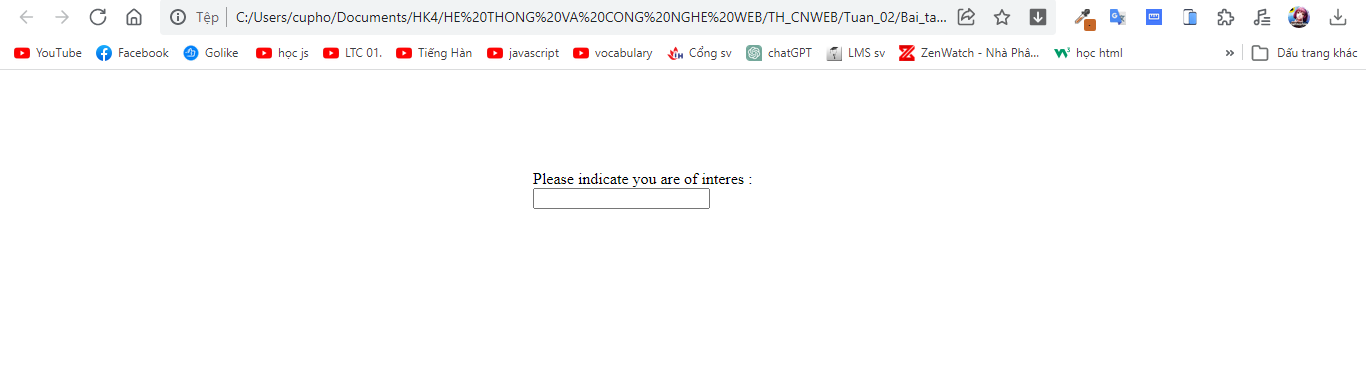 Tệp C:/Users/cupho/Documents/HK4/HE%20THONG%20VA%20CONG%20NGHE%20WEB/TH_CNWEB/Tuan_02/Bai_ta...
YouTube Facebook Golike học js LTC 01. Tiếng Hàn javascript vocabulary Cổng sv chatGPT LMS sv ZenWatch - Nhà Phâ... học html » Dấu trang khác
Please indicate you are of interes :